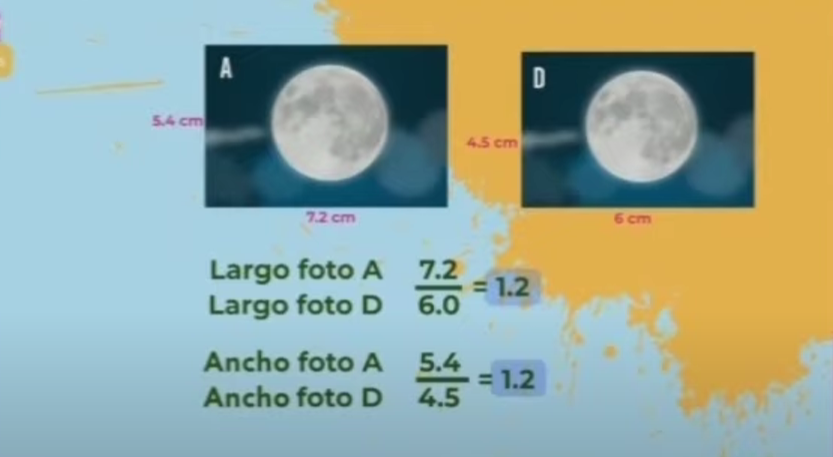 A
D
5.4 cm
4.5 cm
7.2 cm
6 cm
Largo foto A 7.2
= 1.2
Largo foto D 6.0
Ancho foto A 5.4
= 1.2
Ancho foto D 4.5